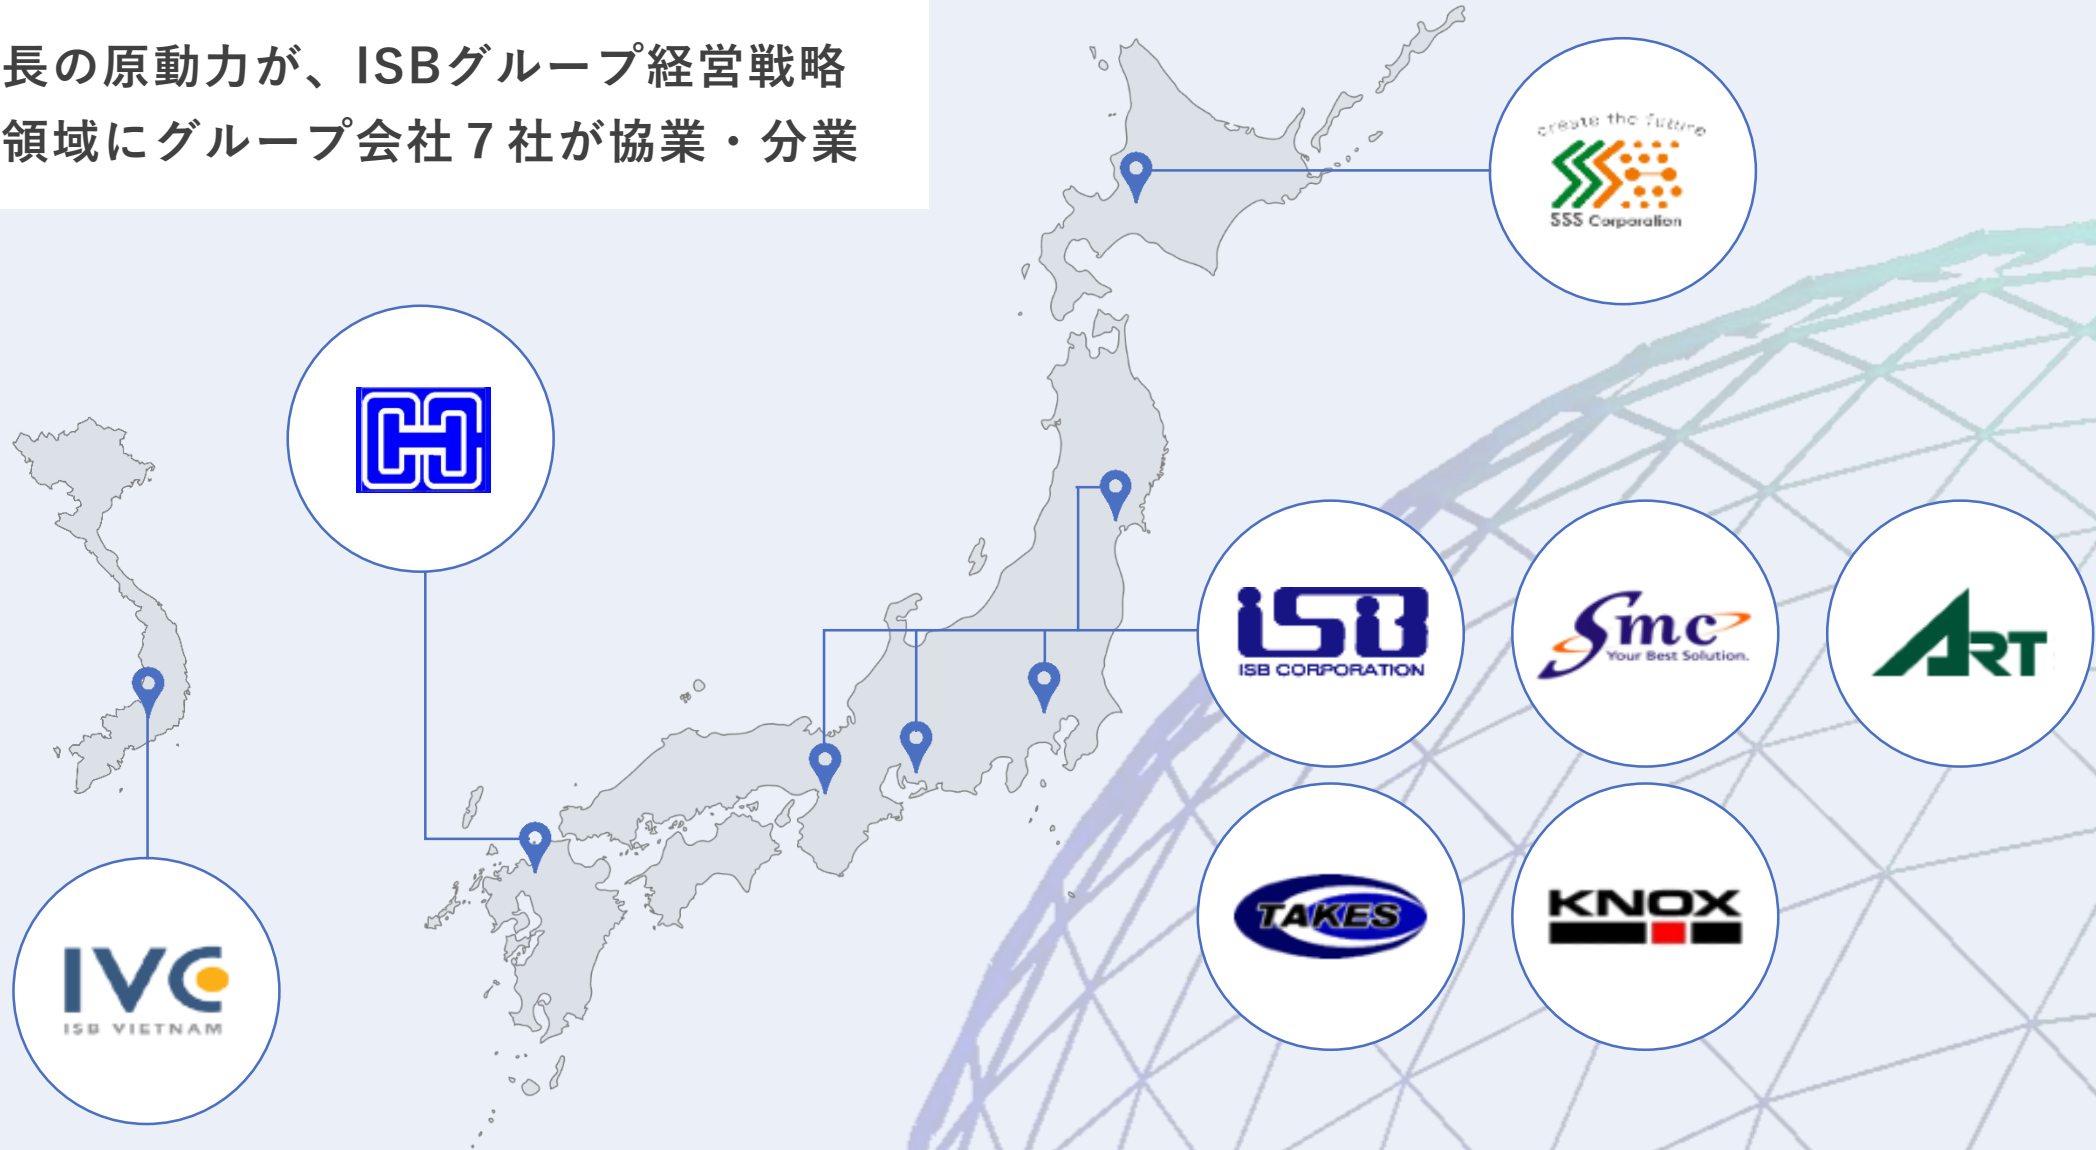 長の原動力が、ISBグループ経営戦略
領域にグループ会社７社が協業・分業
create the future
SSS Corporation
ISB
ISB CORPORATION
Smc
Your Best Solution.
ART
TAKES
KNOX
IVC
ISB VIETNAM